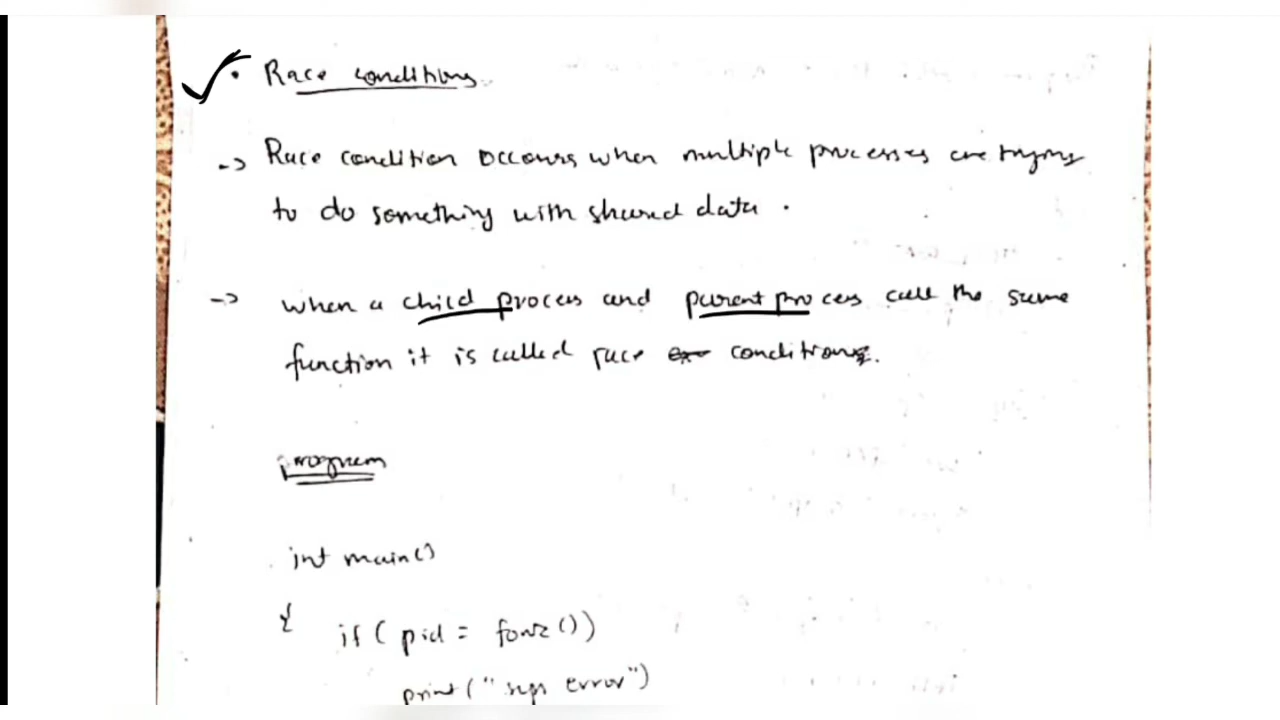 • Race conditions.
-> Race condition occours when multiple processes are trying
to do something with shared data .
-> when a child process and parent process call the same
function it is called race conditions.
program
int main()
{ if ( pid = fork ())
print (" sys error")